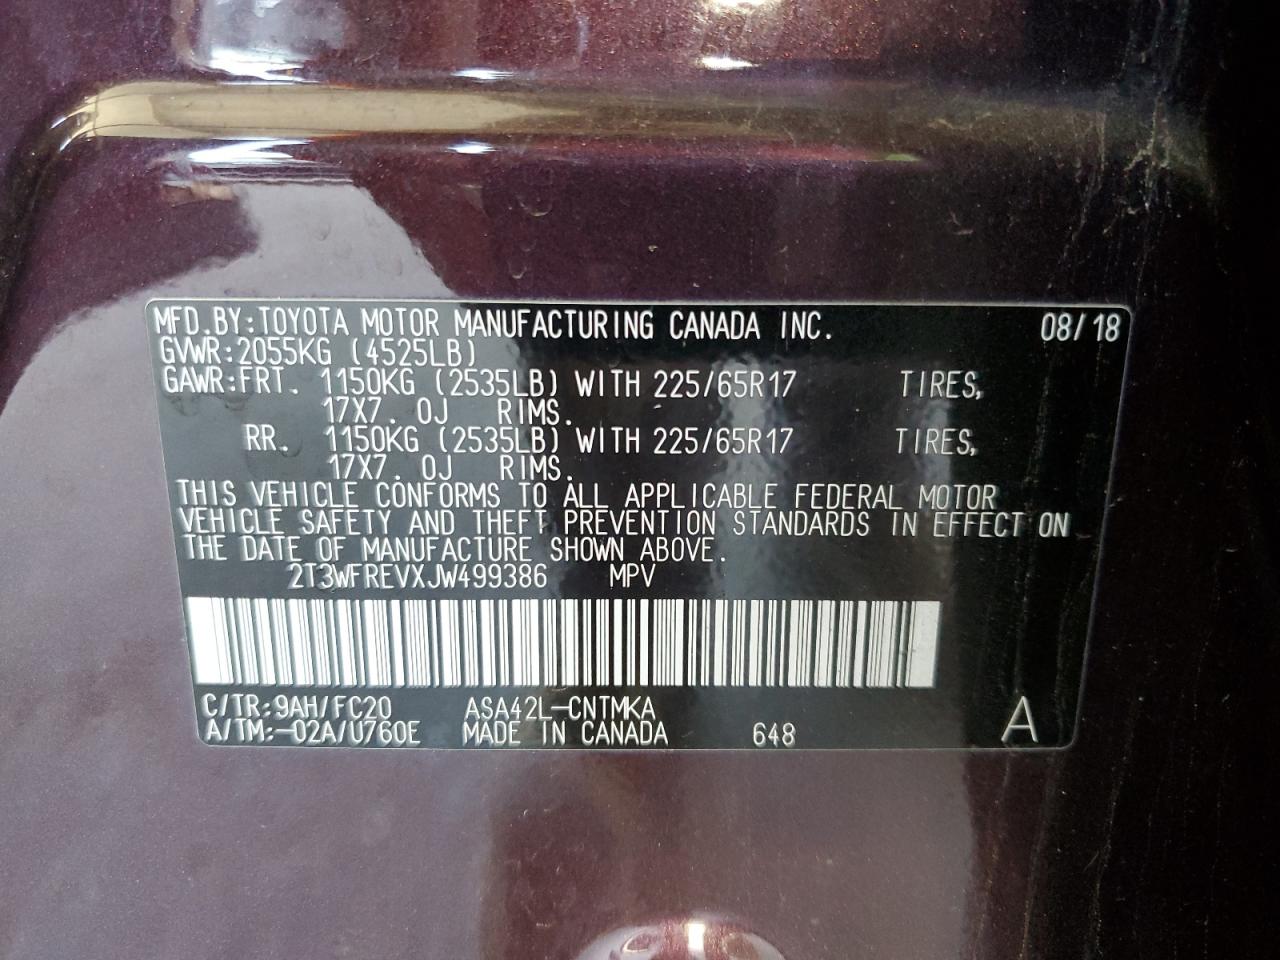 MFD.BY:TOYOTA MOTOR MANUFACTURING CANADA INC. 08/18
GVWR:2055KG (4525LB)
GAWR:FRT. 1150KG (2535LB) WITH 225/65R17 TIRES,
17X7. 0J RIMS.
RR. 1150KG (2535LB) WITH 225/65R17 TIRES,
17X7. 0J RIMS.
THIS VEHICLE CONFORMS TO ALL APPLICABLE FEDERAL MOTOR
VEHICLE SAFETY AND THEFT PREVENTION STANDARDS IN EFFECT ON
THE DATE OF MANUFACTURE SHOWN ABOVE.
2T3WFREVXJW499386 MPV
C/TR:9AH/FC20 ASA42L-CNTMKA
A/TM:-02A/U760E MADE IN CANADA 648 A